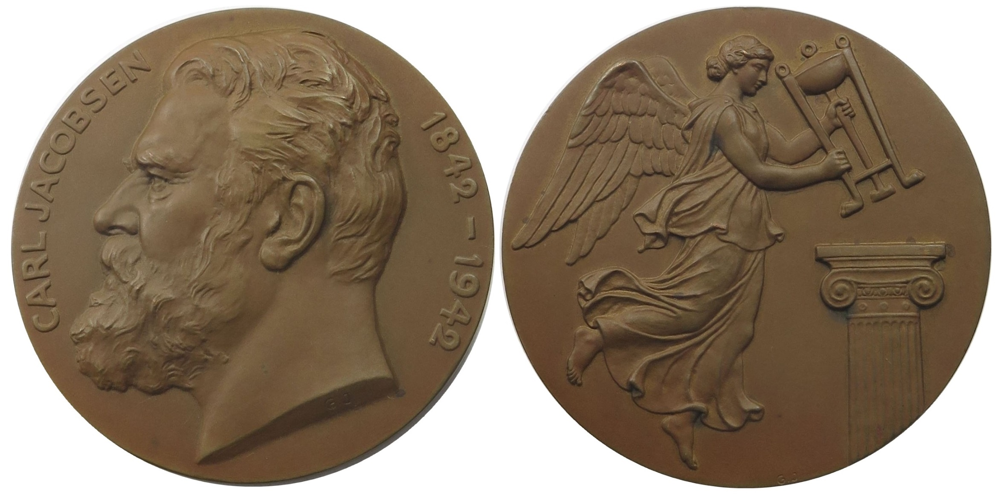 CARL JACOBSEN
1842 – 1942
G J
G.J